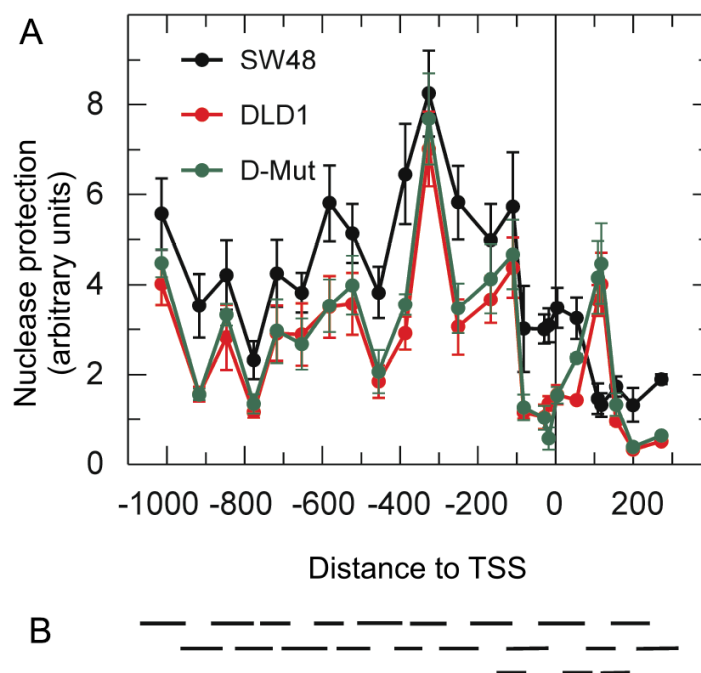 A
SW48
DLD1
D-Mut
Nuclease protection
(arbitrary units)
8
6
4
2
0
-1000 -800 -600 -400 -200 0 200
Distance to TSS
B